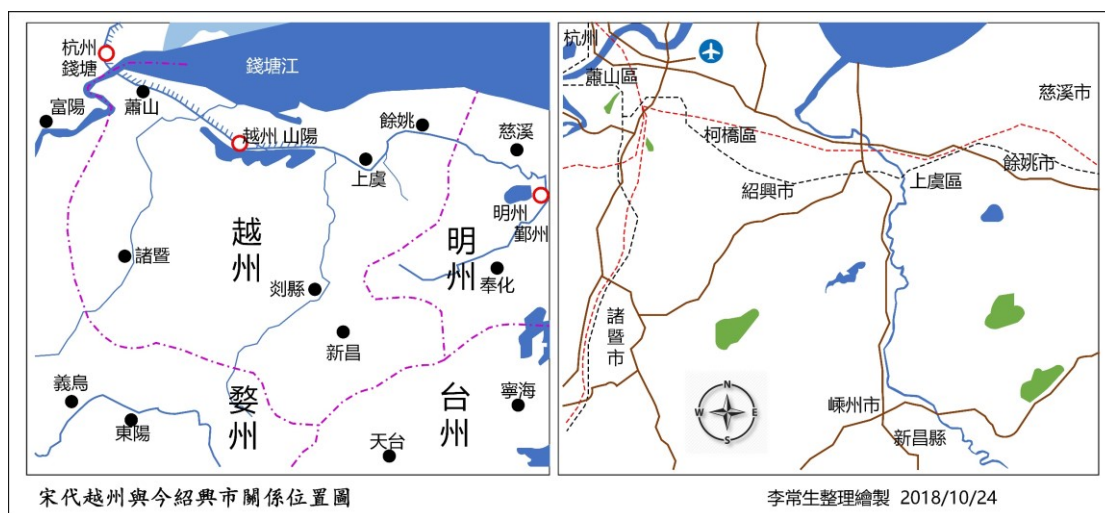 杭州
錢塘
錢塘江
富陽
蕭山
越州 山陽
餘姚
慈溪
上虞
明州
鄞州
越州
明州
諸暨
剡縣
奉化
新昌
義烏
東陽
婺州
台州
寧海
天台
宋代越州與今紹興市關係位置圖
杭州
蕭山區
慈溪市
柯橋區
餘姚市
上虞區
紹興市
諸暨市
N
W
E
S
嵊州市
新昌縣
李常生整理繪製 2018/10/24